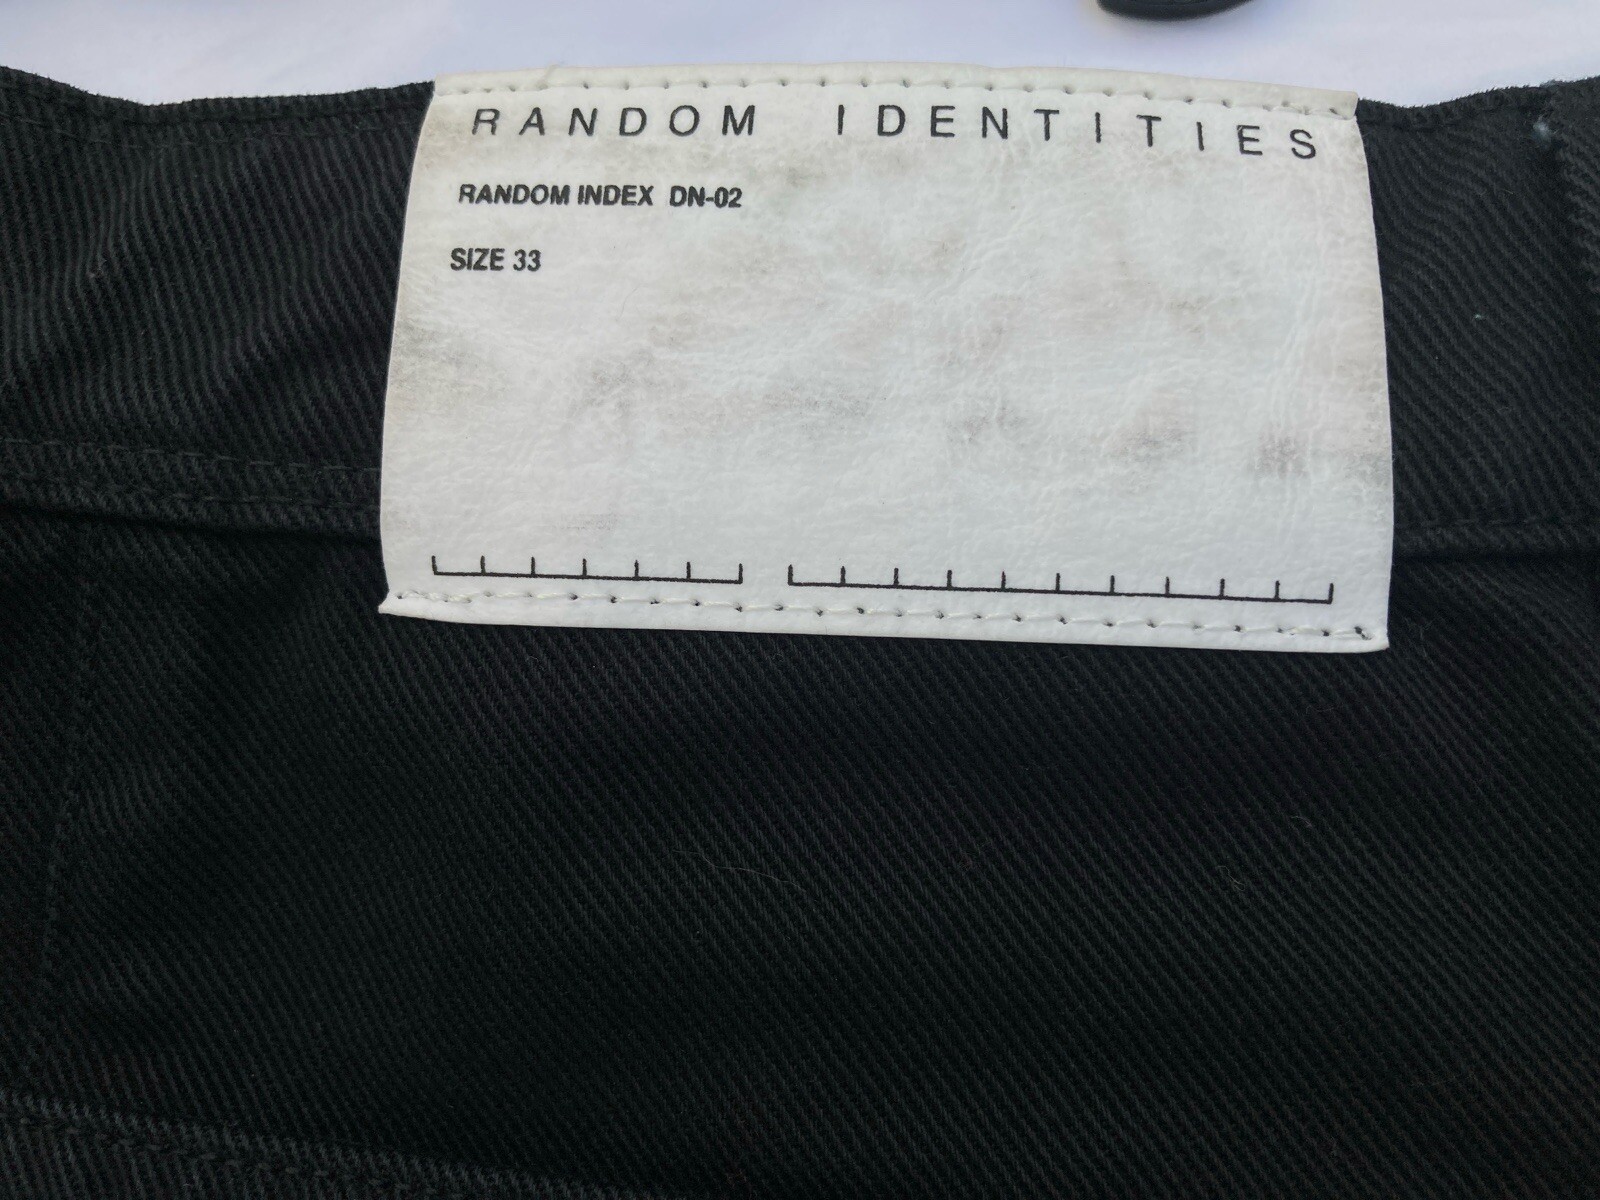 RANDOM IDENTITIES
RANDOM INDEX DN-02
SIZE 33